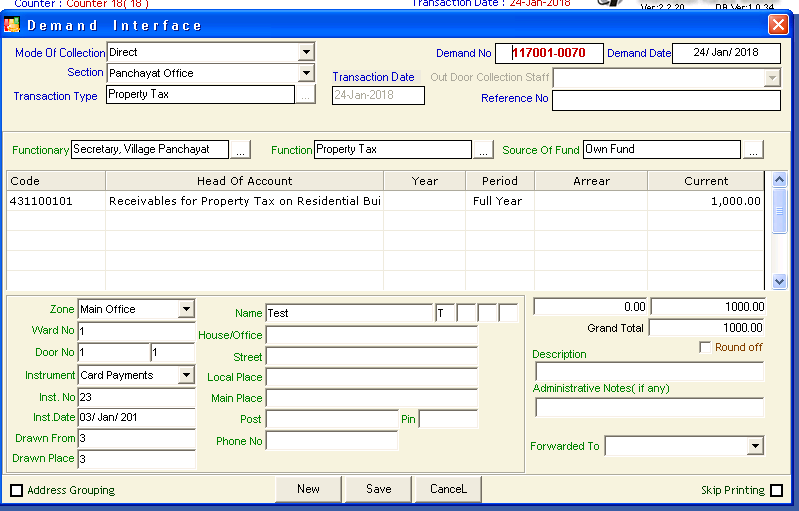 Counter : Counter 18( 18 ) Transaction Date : 24-Jan-2018 Ver:2.2.20 DB Ver:1.0.34
Demand Interface
Mode Of Collection Direct Demand No 117001-0070 Demand Date 24/ Jan/ 2018
Section Panchayat Office Transaction Date Out Door Collection Staff
Transaction Type Property Tax ... 24-Jan-2018 Reference No
Functionary Secretary, Village Panchayat ... Function Property Tax ... Source Of Fund Own Fund ...
Code Head Of Account Year Period Arrear Current
431100101 Receivables for Property Tax on Residential Bui Full Year 1,000.00
Zone Main Office Name Test T 0.00 1000.00
Ward No 1 House/Office Grand Total 1000.00
Door No 1 1 Street Round off
Description
Instrument Card Payments Local Place
Inst. No 23 Main Place Administrative Notes( if any)
Inst.Date 03/ Jan/ 201 Post Pin
Drawn From 3 Phone No Forwarded To
Drawn Place 3
Address Grouping New Save CanceL Skip Printing